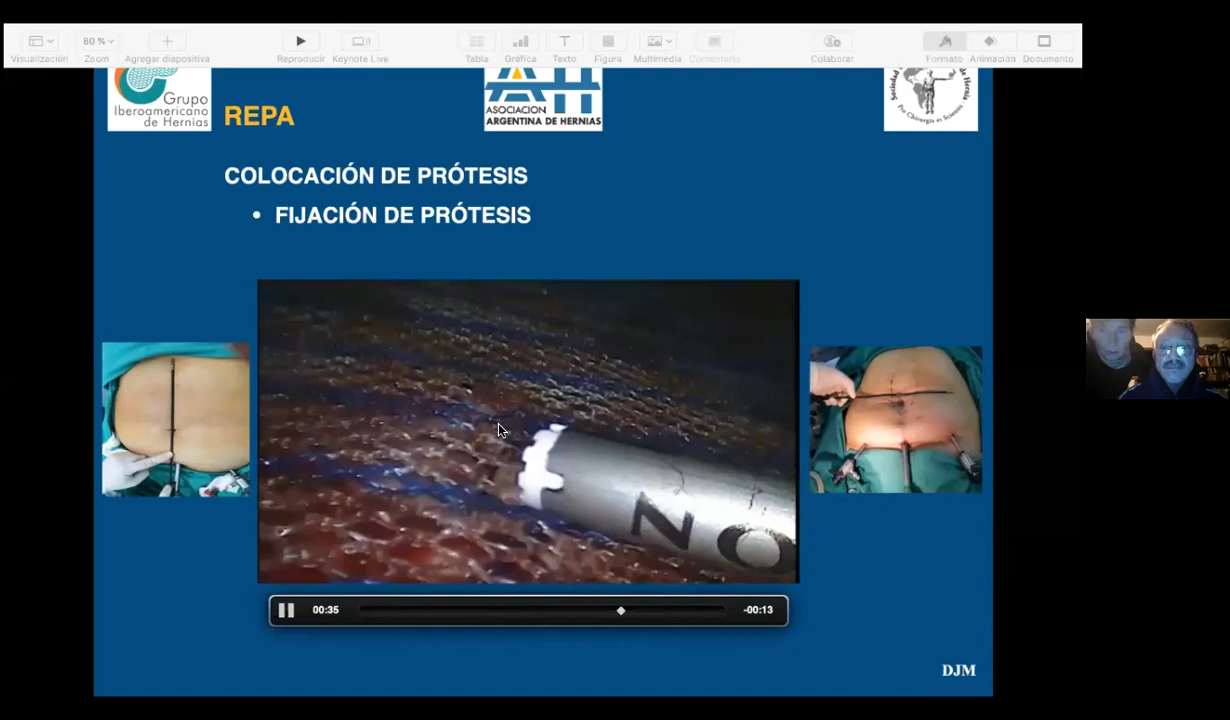 80 %
Visualización
Zoom
Agregar diapositiva
Reproducir
Keynote Live
Tabla
Gráfica
Texto
Figura
Multimedia
Comentario
Colaborar
Formato
Animación
Documento
Grupo
Iberoamericano
de Hernias
REPA
ASOCIACION
ARGENTINA DE HERNIAS
COLOCACIÓN DE PRÓTESIS
• FIJACIÓN DE PRÓTESIS
NO
00:35
-00:13
DJM